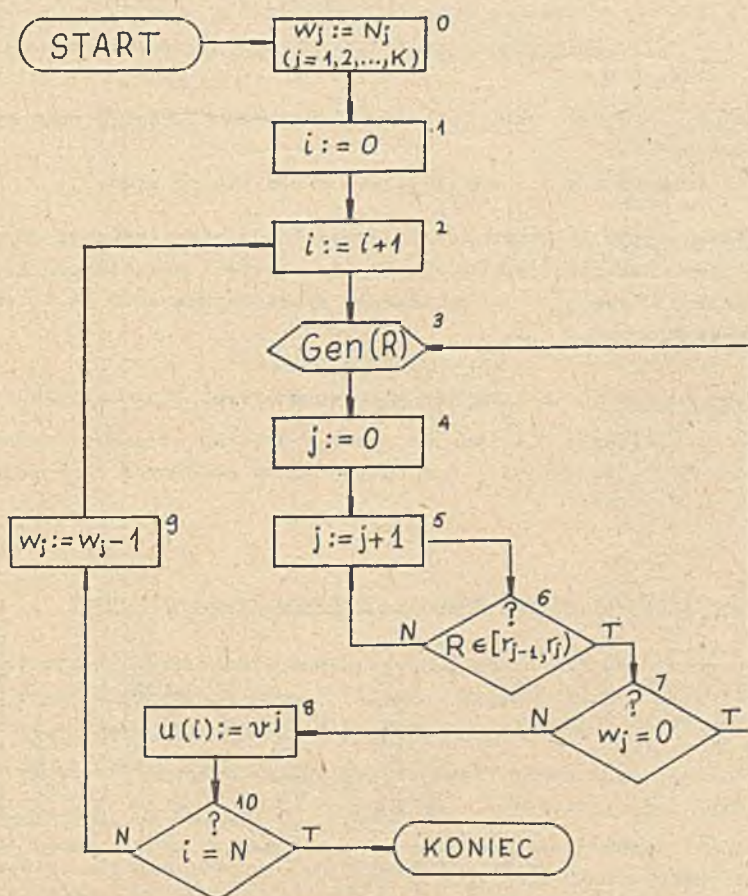 START
w_j := N_j
(j=1,2,...,K)
0
i := 0
1
i := i+1
2
Gen(R)
3
j := 0
4
j := j+1
5
w_j := w_j-1
9
?
6
N
R ∈ [r_{j-1}, r_j)
T
?
7
N
w_j = 0
T
u(i) := v^j
8
?
10
N
i = N
T
KONIEC